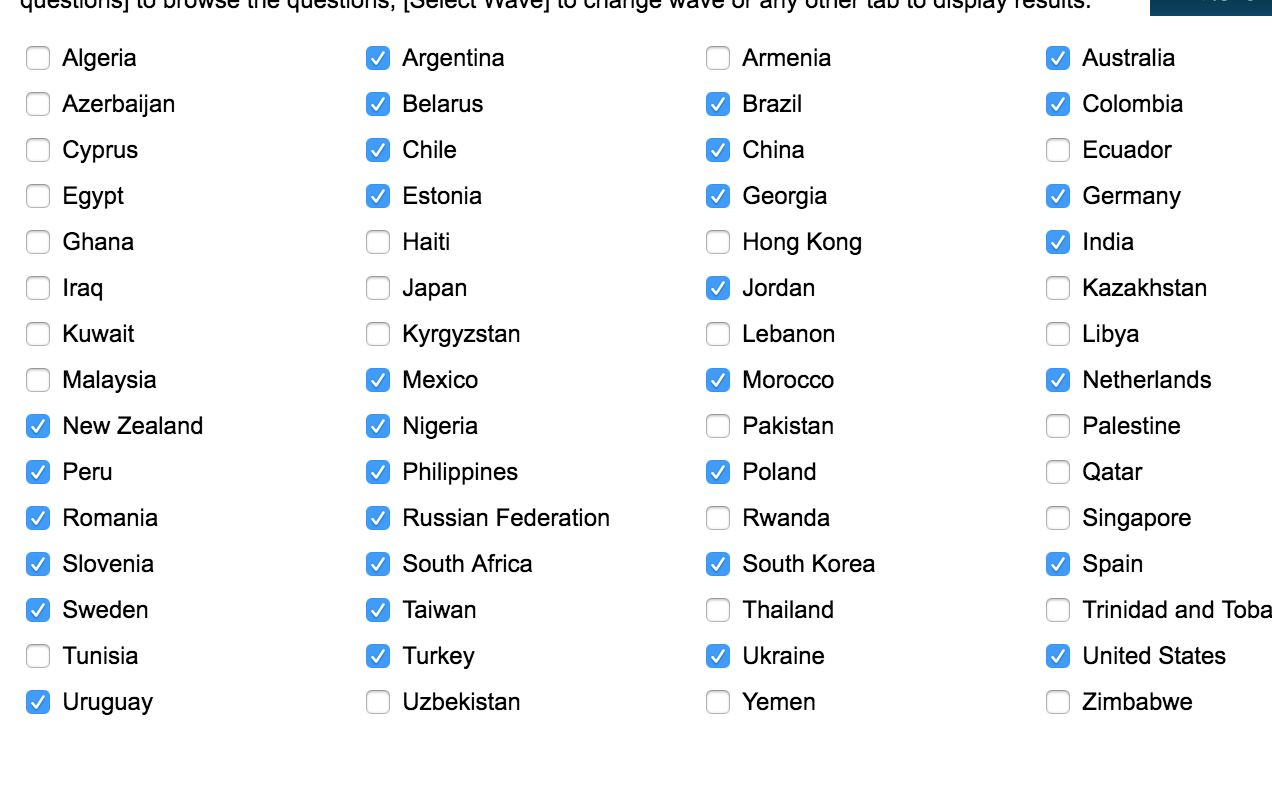 questions] to browse the questions, [Select Wave] to change wave or any other tab to display results.
Algeria Argentina Armenia Australia
Azerbaijan Belarus Brazil Colombia
Cyprus Chile China Ecuador
Egypt Estonia Georgia Germany
Ghana Haiti Hong Kong India
Iraq Japan Jordan Kazakhstan
Kuwait Kyrgyzstan Lebanon Libya
Malaysia Mexico Morocco Netherlands
New Zealand Nigeria Pakistan Palestine
Peru Philippines Poland Qatar
Romania Russian Federation Rwanda Singapore
Slovenia South Africa South Korea Spain
Sweden Taiwan Thailand Trinidad and Toba
Tunisia Turkey Ukraine United States
Uruguay Uzbekistan Yemen Zimbabwe